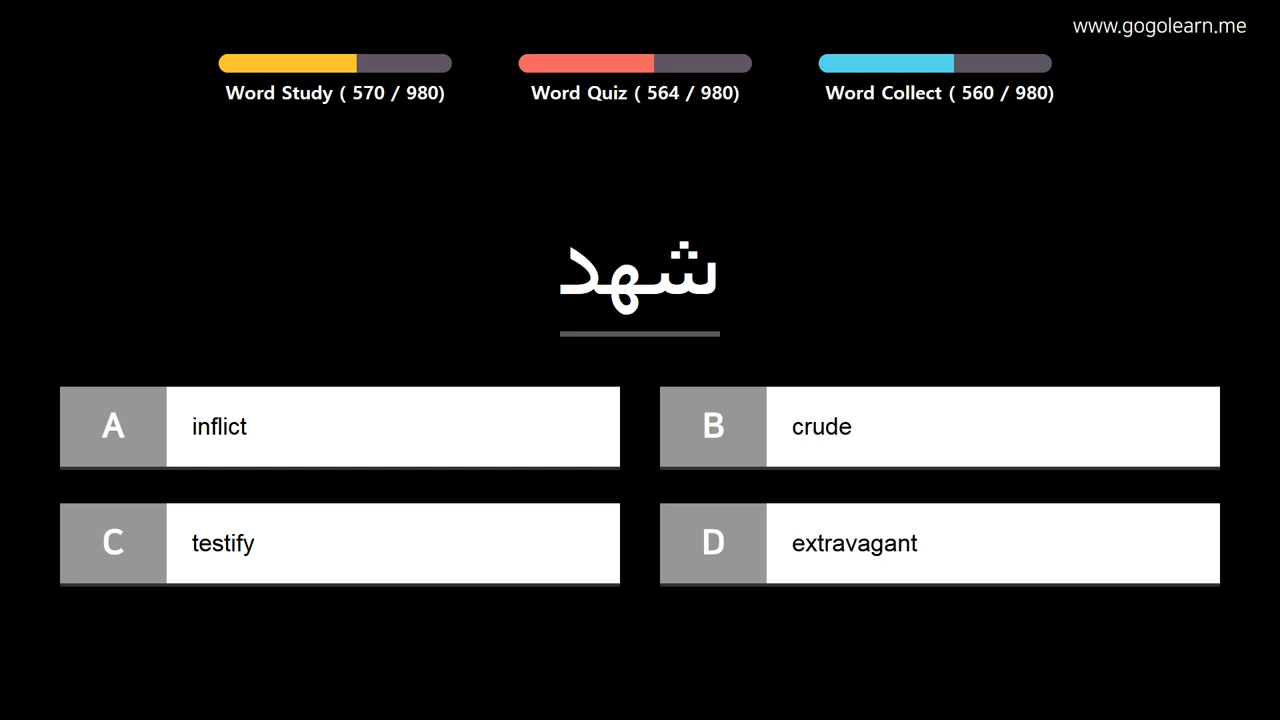 www.gogolearn.me
Word Study ( 570 / 980)
Word Quiz ( 564 / 980)
Word Collect ( 560 / 980)
شهد
A inflict
B crude
C testify
D extravagant